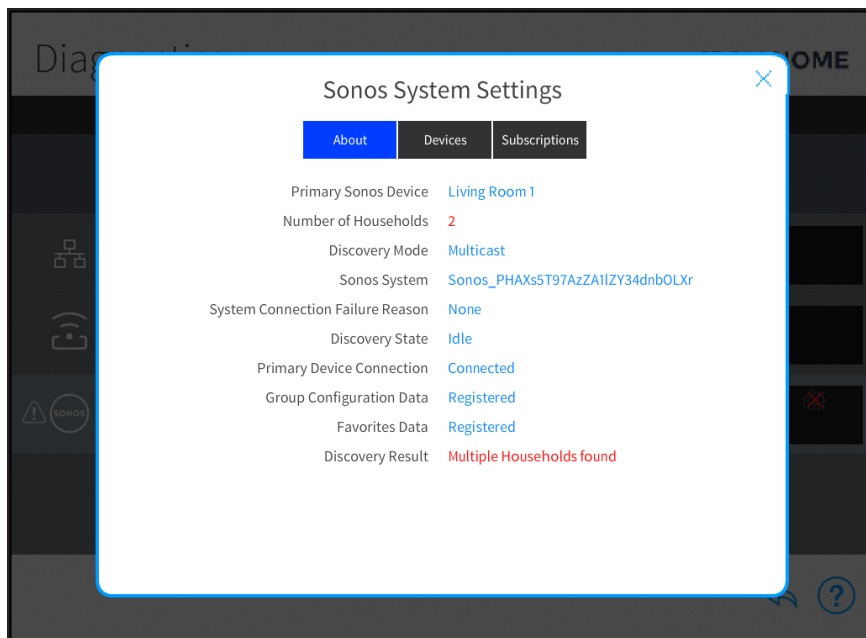 Diag
HOME
Sonos System Settings
About Devices Subscriptions
Primary Sonos Device Living Room 1
Number of Households 2
Discovery Mode Multicast
Sonos System Sonos_PHAXs5T97AzZA1lZY34dnbOLXr
System Connection Failure Reason None
Discovery State Idle
Primary Device Connection Connected
Group Configuration Data Registered
Favorites Data Registered
Discovery Result Multiple Households found
SONOS
?